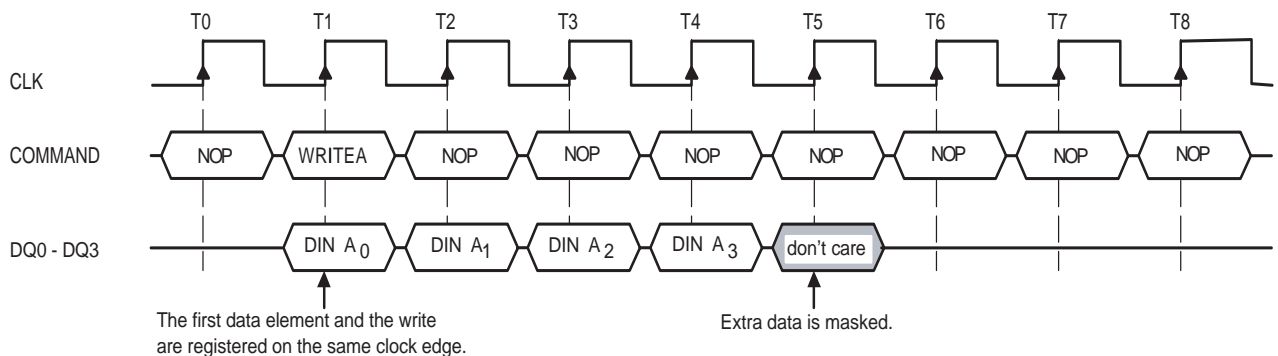 T0 T1 T2 T3 T4 T5 T6 T7 T8
CLK
COMMAND NOP WRITEA NOP NOP NOP NOP NOP NOP NOP
DQ0 - DQ3 DIN A0 DIN A1 DIN A2 DIN A3 don't care
The first data element and the write
are registered on the same clock edge.
Extra data is masked.